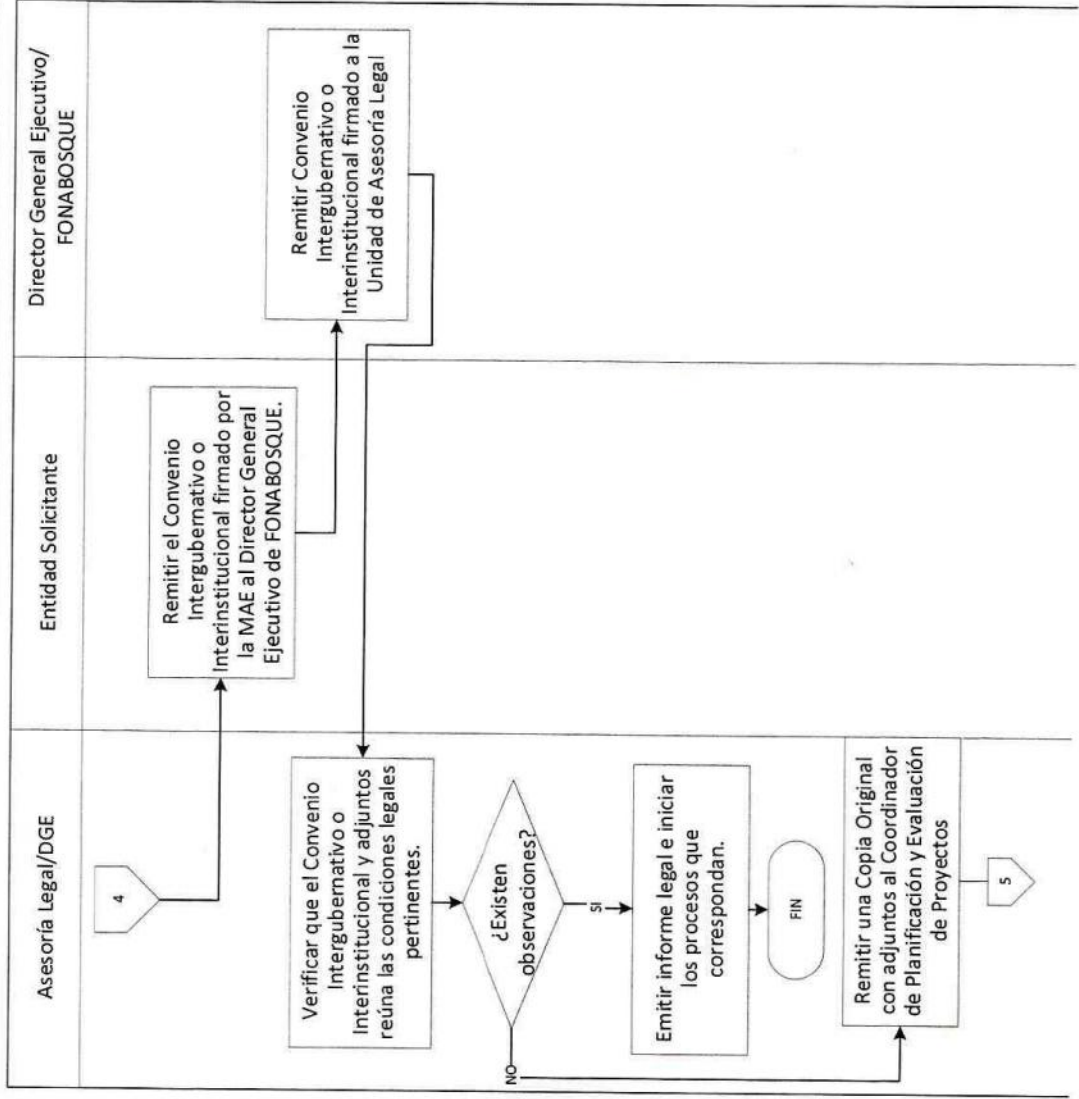 Asesoría Legal/DGE
Entidad Solicitante
Director General Ejecutivo/
FONABOSQUE
4
Remitir el Convenio
Intergubernativo o
Interinstitucional firmado por
la MAE al Director General
Ejecutivo de FONABOSQUE.
Remitir Convenio
Intergubernativo o
Interinstitucional firmado a la
Unidad de Asesoría Legal
Verificar que el Convenio
Intergubernativo o
Interinstitucional y adjuntos
reúna las condiciones legales
pertinentes.
¿Existen
observaciones?
SI
NO
Emitir informe legal e iniciar
los procesos que
correspondan.
FIN
Remitir una Copia Original
con adjuntos al Coordinador
de Planificación y Evaluación
de Proyectos
5